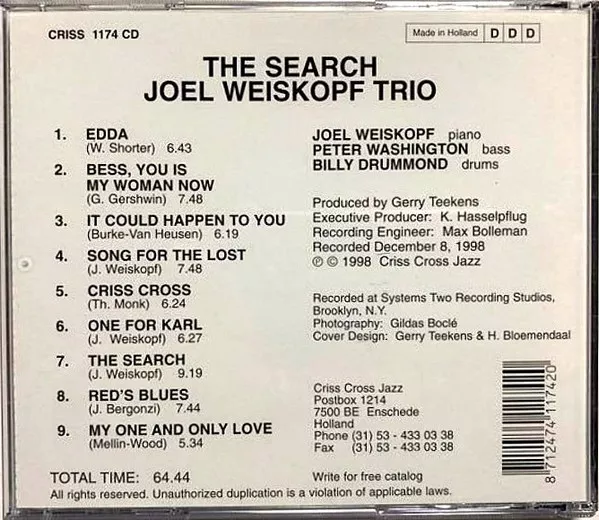 CRISS 1174 CD
Made in Holland D D D
THE SEARCH
JOEL WEISKOPF TRIO
1. EDDA
(W. Shorter) 6.43
2. BESS, YOU IS
MY WOMAN NOW
(G. Gershwin) 7.48
3. IT COULD HAPPEN TO YOU
(Burke-Van Heusen) 6.19
4. SONG FOR THE LOST
(J. Weiskopf) 7.48
5. CRISS CROSS
(Th. Monk) 6.24
6. ONE FOR KARL
(J. Weiskopf) 6.27
7. THE SEARCH
(J. Weiskopf) 9.19
8. RED'S BLUES
(J. Bergonzi) 7.44
9. MY ONE AND ONLY LOVE
(Mellin-Wood) 5.34
TOTAL TIME: 64.44
JOEL WEISKOPF piano
PETER WASHINGTON bass
BILLY DRUMMOND drums
Produced by Gerry Teekens
Executive Producer: K. Hasselpflug
Recording Engineer: Max Bolleman
Recorded December 8, 1998
℗ © 1998 Criss Cross Jazz
Recorded at Systems Two Recording Studios,
Brooklyn, N.Y.
Photography: Gildas Boclé
Cover Design: Gerry Teekens & H. Bloemendaal
Criss Cross Jazz
Postbox 1214
7500 BE Enschede
Holland
Phone (31) 53 - 433 03 38
Fax (31) 53 - 433 03 38
Write for free catalog
8 712474 117420
All rights reserved. Unauthorized duplication is a violation of applicable laws.